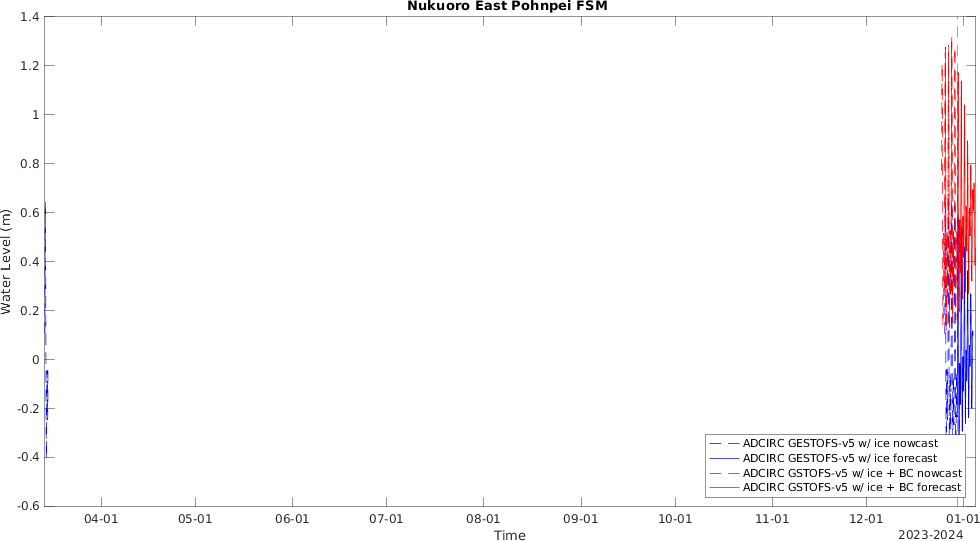 Nukuoro East Pohnpei FSM
1.4
1.2
1
0.8
0.6
0.4
0.2
0
-0.2
-0.4
-0.6
Water Level (m)
ADCIRC GESTOFS-v5 w/ ice nowcast
ADCIRC GESTOFS-v5 w/ ice forecast
ADCIRC GSTOFS-v5 w/ ice + BC nowcast
ADCIRC GSTOFS-v5 w/ ice + BC forecast
04-01 05-01 06-01 07-01 08-01 09-01 10-01 11-01 12-01 01-01
Time
2023-2024